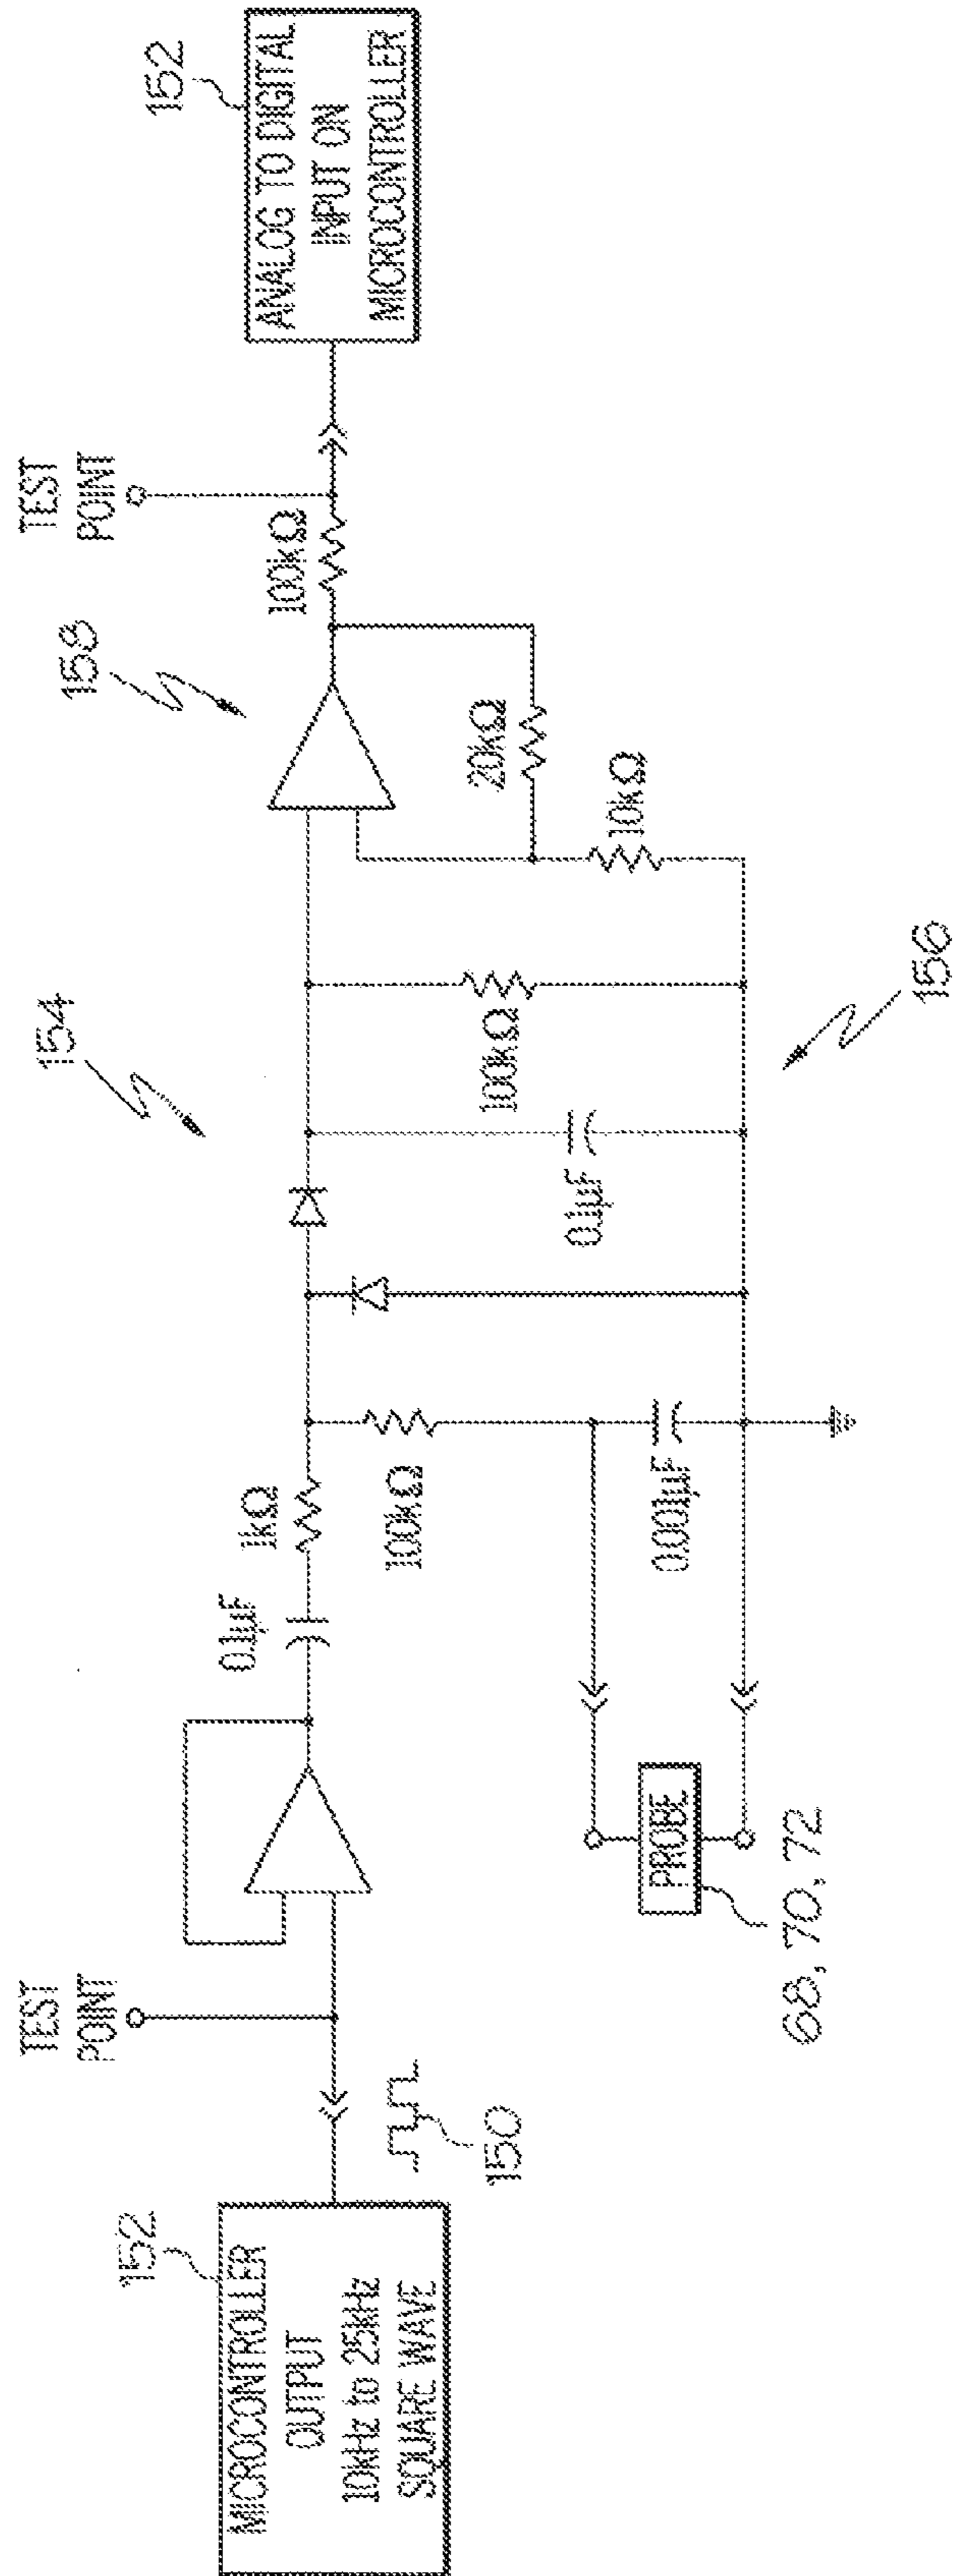 152
MICROCONTROLLER
OUTPUT
10kHz to 25kHz
SQUARE WAVE
150
TEST
POINT
0.1µF
1kΩ
100kΩ
0.001µF
PROBE
68, 70, 72
154
0.1µF
100kΩ
156
158
20kΩ
10kΩ
100kΩ
TEST
POINT
152
ANALOG TO DIGITAL
INPUT ON
MICROCONTROLLER